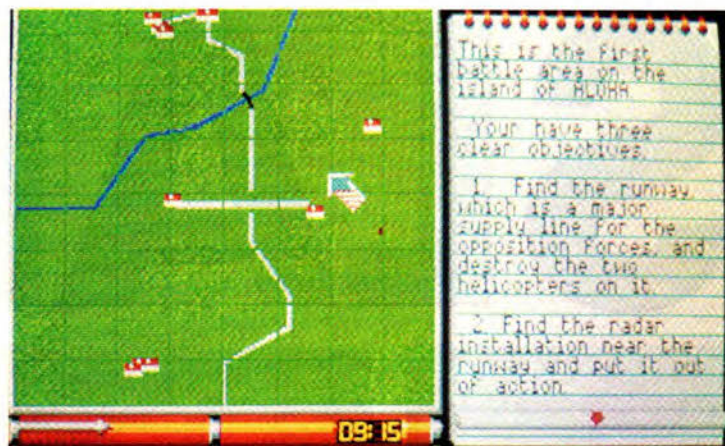 This is the first
battle area on the
island of ALOHA
Your have three
clear objectives.
1. Find the runway,
which is a major
supply line for the
opposition forces, and
destroy the two
helicopters on it
2. Find the radar
installation near the
runway and put it out
of action
09:15